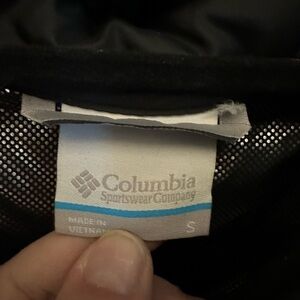 Columbia
Sportswear Company
MADE IN
VIETNAM
S